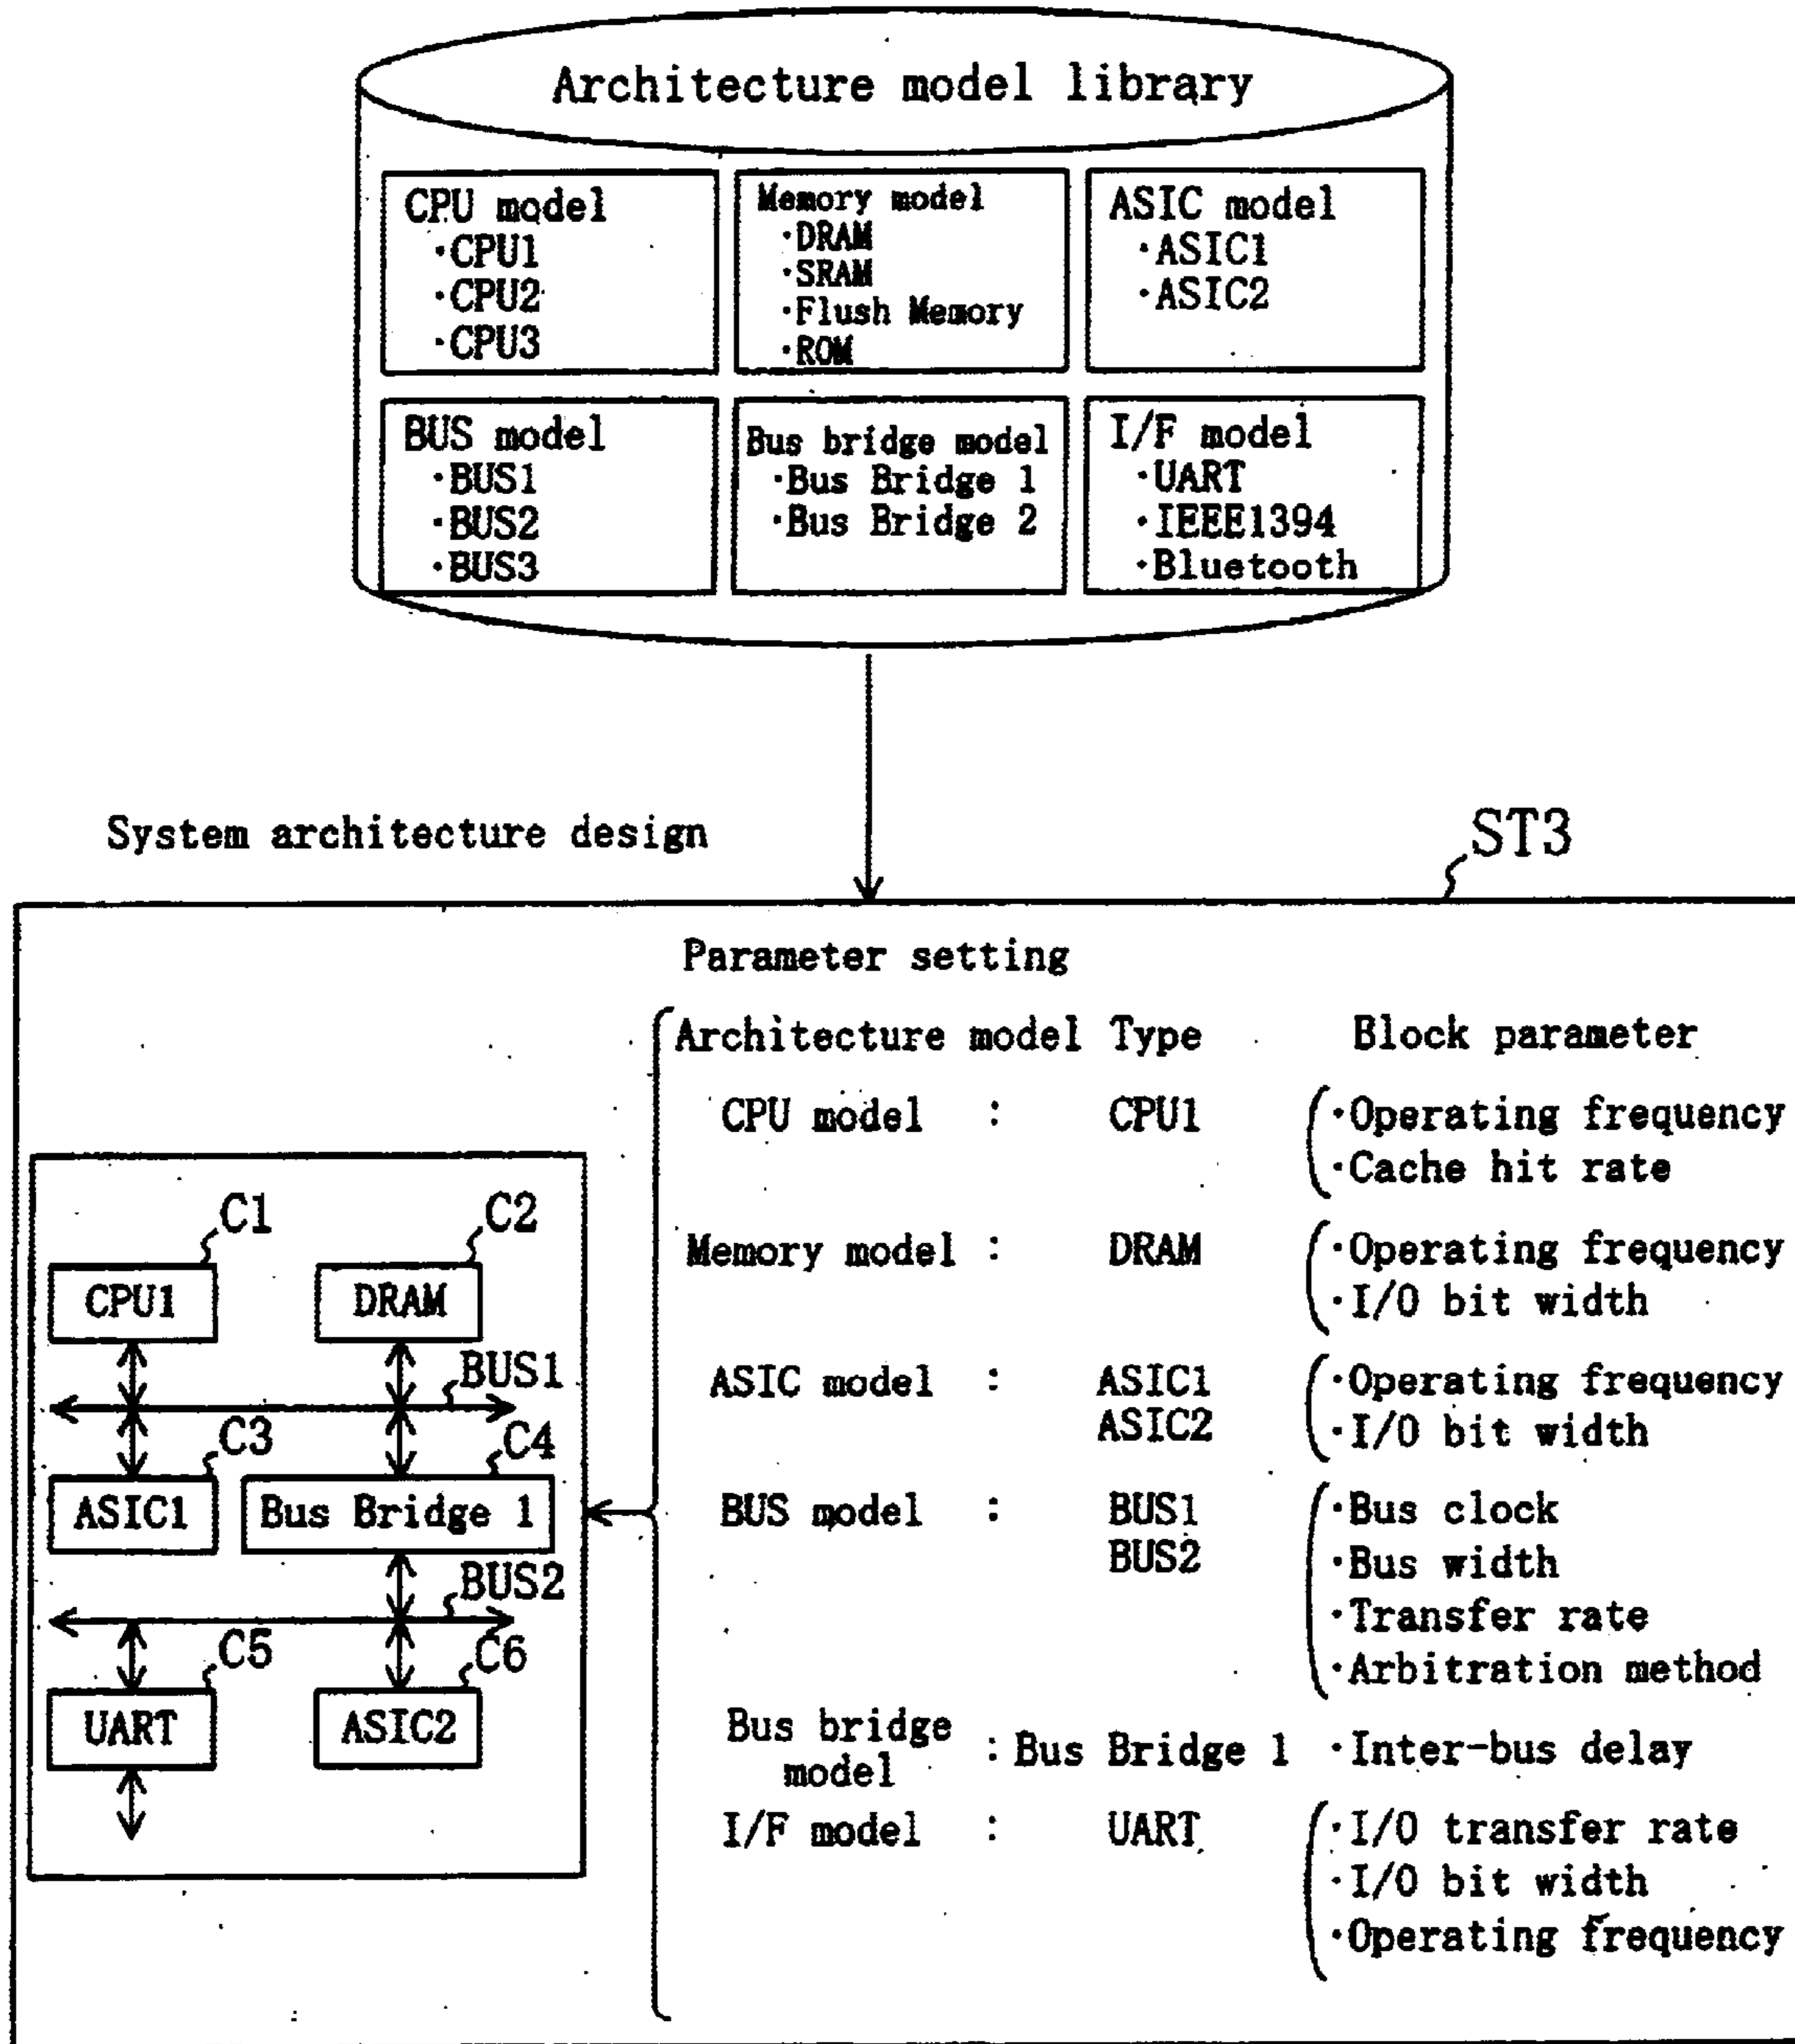 Architecture model library
CPU model
·CPU1
·CPU2
·CPU3
Memory model
·DRAM
·SRAM
·Flush Memory
·ROM
ASIC model
·ASIC1
·ASIC2
BUS model
·BUS1
·BUS2
·BUS3
Bus bridge model
·Bus Bridge 1
·Bus Bridge 2
I/F model
·UART
·IEEE1394
·Bluetooth
System architecture design
ST3
Parameter setting
Architecture model Type Block parameter
CPU model : CPU1 ·Operating frequency
·Cache hit rate
Memory model : DRAM ·Operating frequency
·I/O bit width
ASIC model : ASIC1 ·Operating frequency
ASIC2 ·I/O bit width
BUS model : BUS1 ·Bus clock
BUS2 ·Bus width
·Transfer rate
·Arbitration method
Bus bridge
model : Bus Bridge 1 ·Inter-bus delay
I/F model : UART ·I/O transfer rate
·I/O bit width
·Operating frequency
C1 C2
CPU1 DRAM
BUS1
C3 C4
ASIC1 Bus Bridge 1
BUS2
C5 C6
UART ASIC2